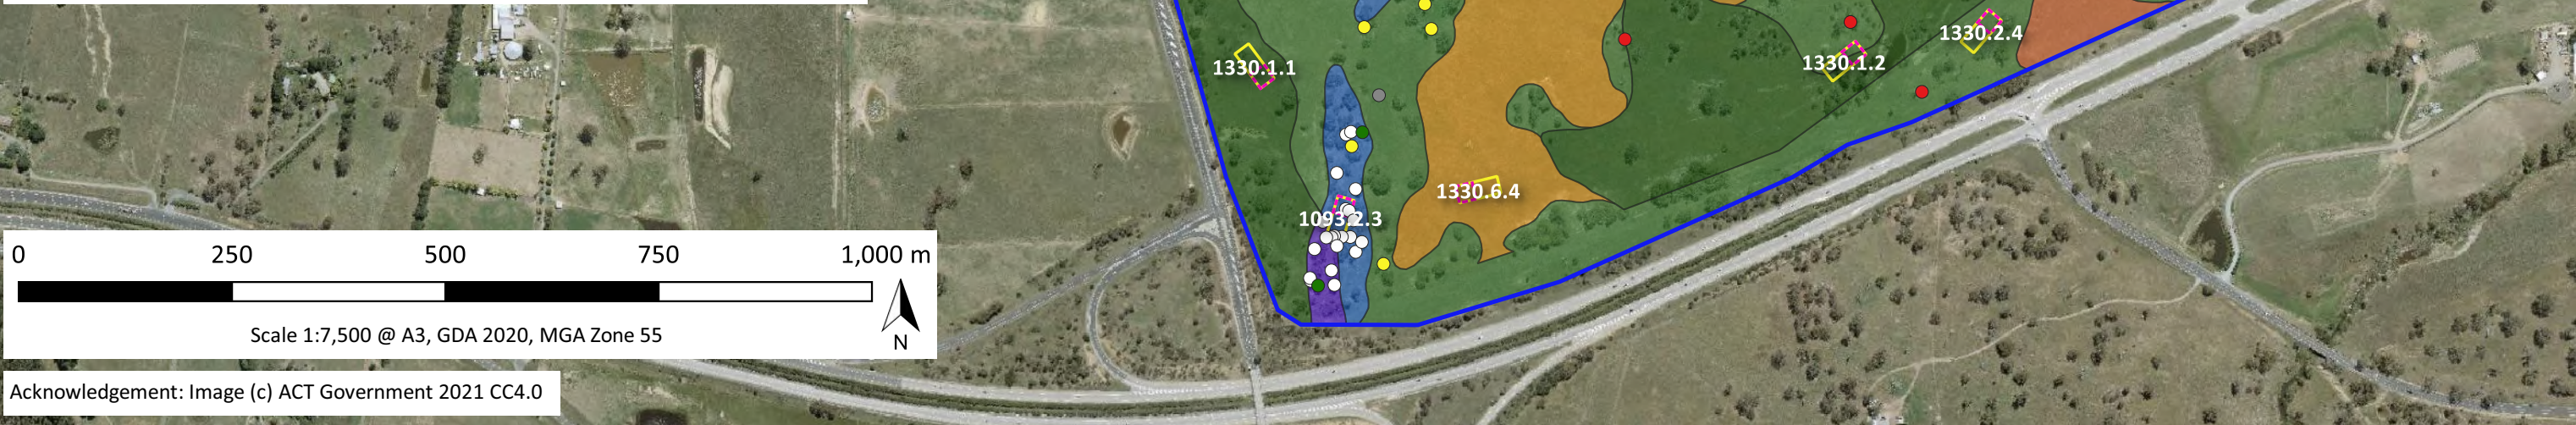 1330.1.1
1330.1.2
1330.2.4
1330.6.4
1093.2.3
0 250 500 750 1,000 m
Scale 1:7,500 @ A3, GDA 2020, MGA Zone 55
N
Acknowledgement: Image (c) ACT Government 2021 CC4.0